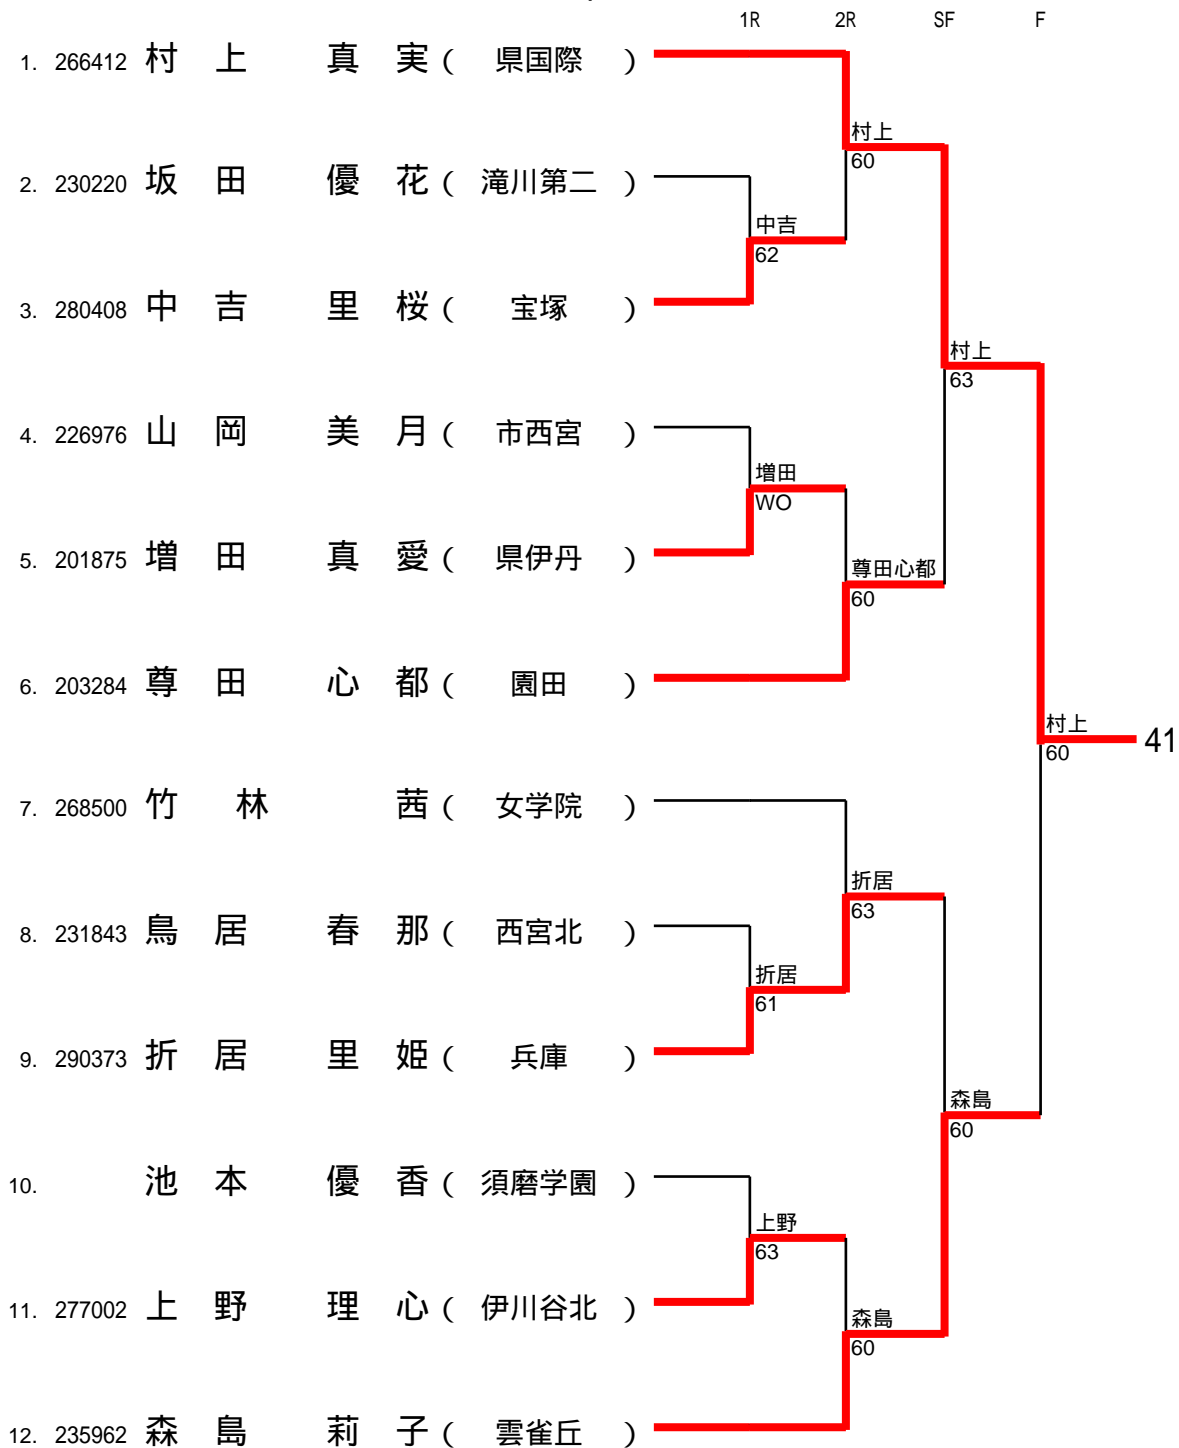 1R 2R SF F
1. 266412 村 上 真 実 ( 県国際 )
村上
60
2. 230220 坂 田 優 花 ( 滝川第二 )
中吉
62
3. 280408 中 吉 里 桜 ( 宝塚 )
村上
63
4. 226976 山 岡 美 月 ( 市西宮 )
増田
WO
5. 201875 増 田 真 愛 ( 県伊丹 )
尊田心都
60
6. 203284 尊 田 心 都 ( 園田 )
村上
60
41
7. 268500 竹 林 茜 ( 女学院 )
折居
63
8. 231843 鳥 居 春 那 ( 西宮北 )
折居
61
9. 290373 折 居 里 姫 ( 兵庫 )
森島
60
10. 池 本 優 香 ( 須磨学園 )
上野
63
11. 277002 上 野 理 心 ( 伊川谷北 )
森島
60
12. 235962 森 島 莉 子 ( 雲雀丘 )